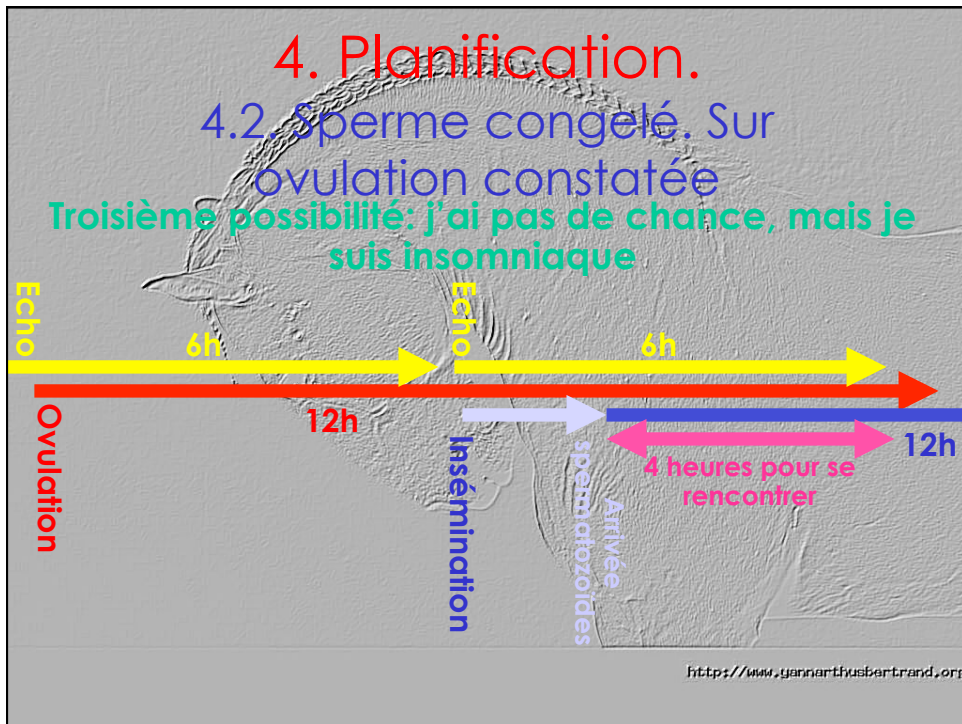 4. Planification.
4.2. Sperme congelé. Sur
ovulation constatée
Troisième possibilité: j'ai pas de chance, mais je
suis insomniaque
Echo
6h
Echo
6h
Ovulation
12h
Insémination
Arrivée
spermatozoïdes
4 heures pour se
rencontrer
12h
http://www.yannarthusbertrand.org